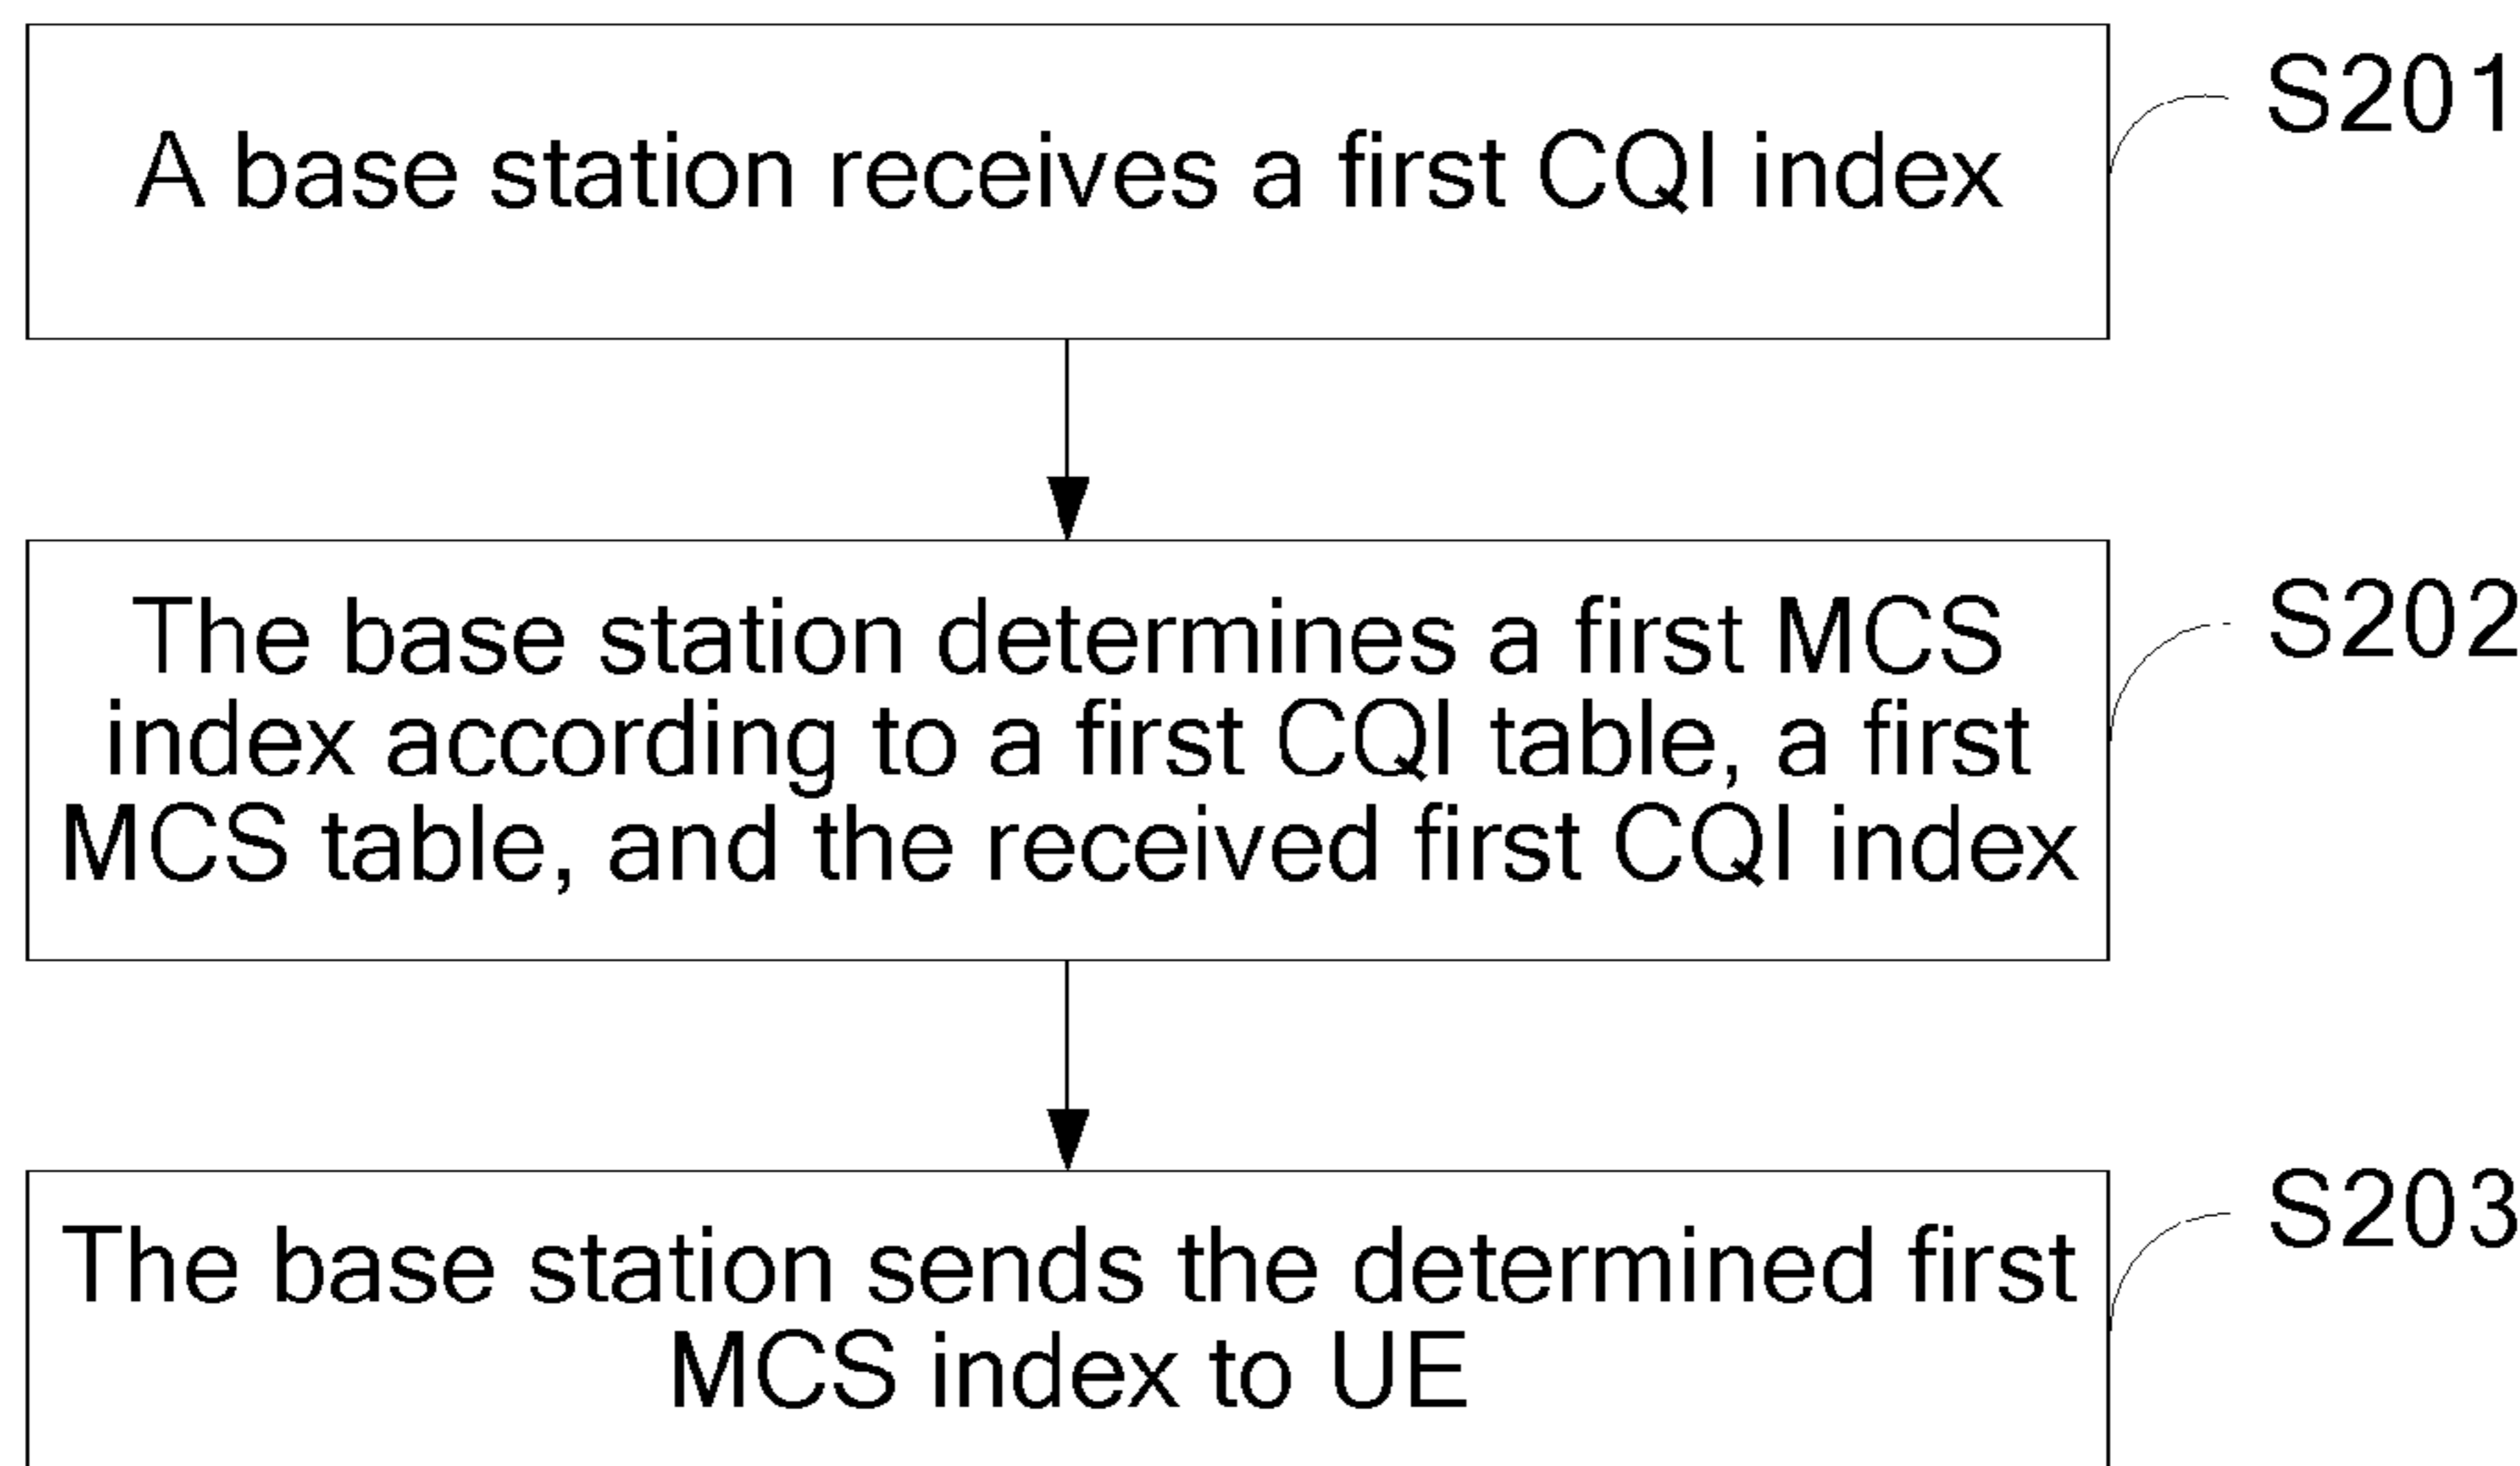 A base station receives a first CQI index
S201
The base station determines a first MCS
index according to a first CQI table, a first
MCS table, and the received first CQI index
S202
The base station sends the determined first
MCS index to UE
S203